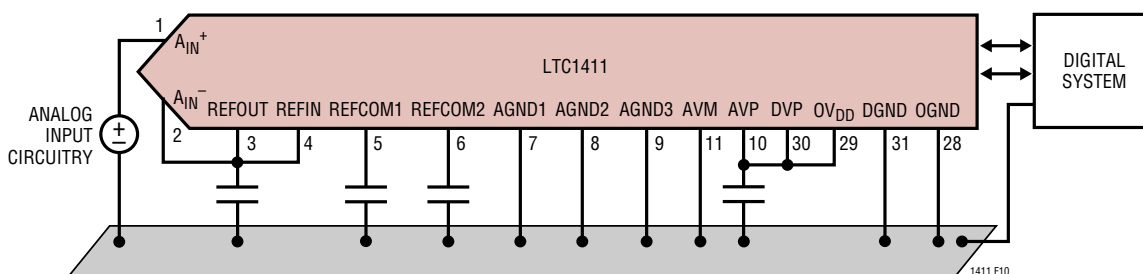 1
A_IN+
LTC1411
DIGITAL
SYSTEM
A_IN−
REFOUT REFIN REFCOM1 REFCOM2 AGND1 AGND2 AGND3 AVM AVP DVP OV_DD DGND OGND
ANALOG
INPUT
CIRCUITRY
+
−
2 3 4 5 6 7 8 9 11 10 30 29 31 28
1411 F10